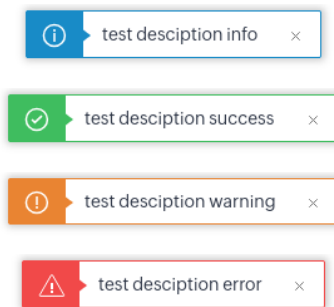 test desciption info
test desciption success
test desciption warning
test desciption error